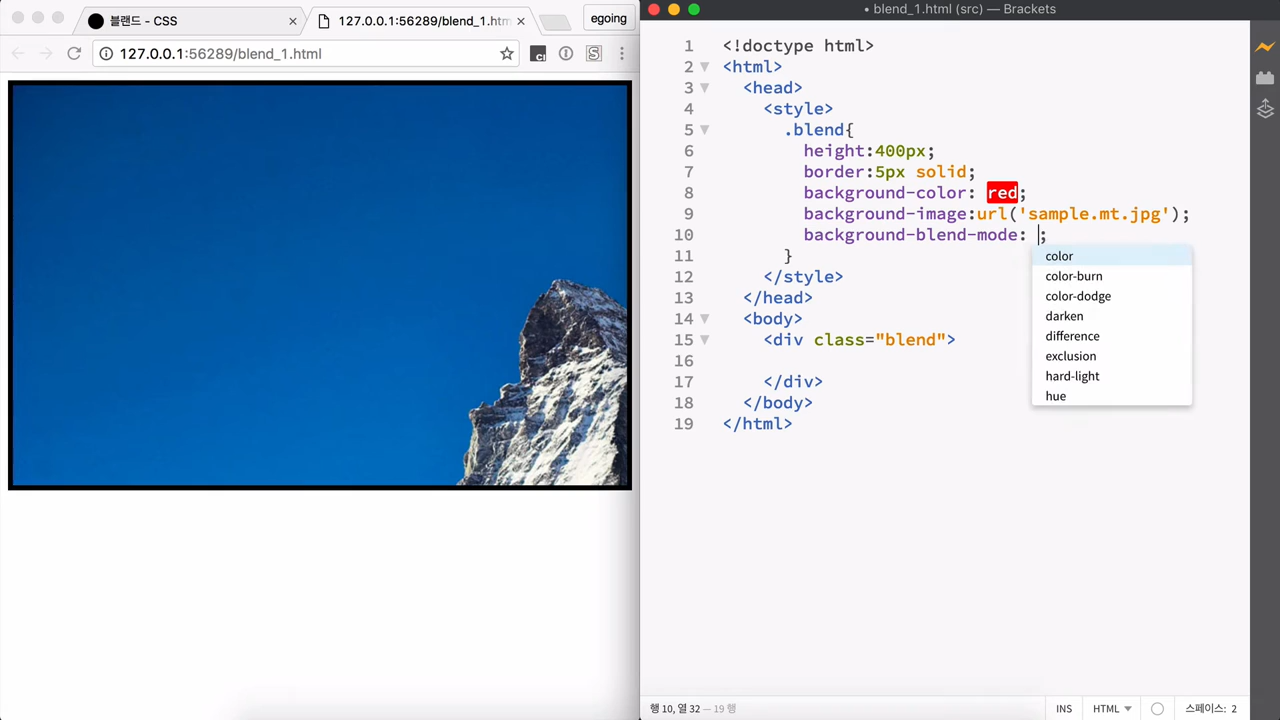 블랜드 - CSS
127.0.0.1:56289/blend_1.htm
egoing
127.0.0.1:56289/blend_1.html
• blend_1.html (src) — Brackets
1 <!doctype html>
2 <html>
3 <head>
4 <style>
5 .blend{
6 height:400px;
7 border:5px solid;
8 background-color: red;
9 background-image:url('sample.mt.jpg');
10 background-blend-mode: ;
11 }
12 </style>
13 </head>
14 <body>
15 <div class="blend">
16
17 </div>
18 </body>
19 </html>
color
color-burn
color-dodge
darken
difference
exclusion
hard-light
hue
행 10, 열 32 — 19 행
INS
HTML
스페이스: 2